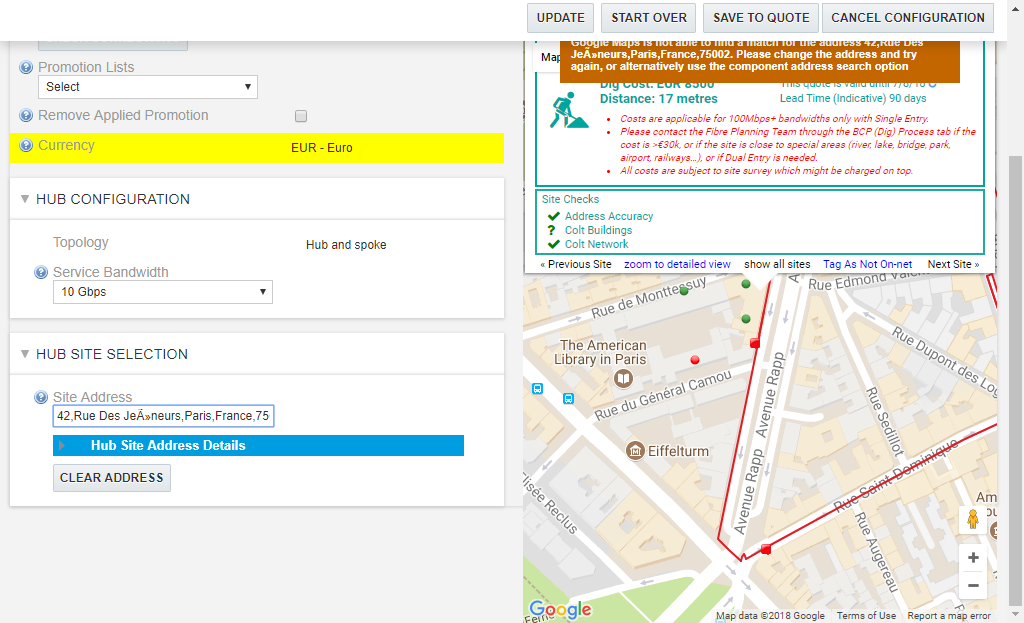 UPDATE
START OVER
SAVE TO QUOTE
CANCEL CONFIGURATION
Promotion Lists
Select
Remove Applied Promotion
Currency
EUR - Euro
HUB CONFIGURATION
Topology
Hub and spoke
Service Bandwidth
10 Gbps
HUB SITE SELECTION
Site Address
42,Rue Des JeÄ»neurs,Paris,France,75
Hub Site Address Details
CLEAR ADDRESS
Google Maps is not able to find a match for the address 42,Rue Des
JeÄ»neurs,Paris,France,75002. Please change the address and try
again, or alternatively use the component address search option
Map
Dig Cost: EUR 8500
Distance: 17 metres
This quote is valid until 7/6/18
Lead Time (Indicative) 90 days
Costs are applicable for 100Mbps+ bandwidths only with Single Entry.
Please contact the Fibre Planning Team through the BCP (Dig) Process tab if the
cost is >€30k, or if the site is close to special areas (river, lake, bridge, park,
airport, railways...), or if Dual Entry is needed.
All costs are subject to site survey which might be charged on top.
Site Checks
Address Accuracy
? Colt Buildings
Colt Network
« Previous Site
zoom to detailed view
show all sites
Tag As Not On-net
Next Site »
Rue de Monttessuy
Rue Edmond Valen
The American
Library in Paris
Rue du Général Camou
Avenue Rapp
Avenue Rapp
Rue Dupont des Log
Rue Sedillot
Eiffelturm
Rue Saint-Dominique
Élisée Reclus
Rue Augereau
Am
Google
Map data ©2018 Google
Terms of Use
Report a map error